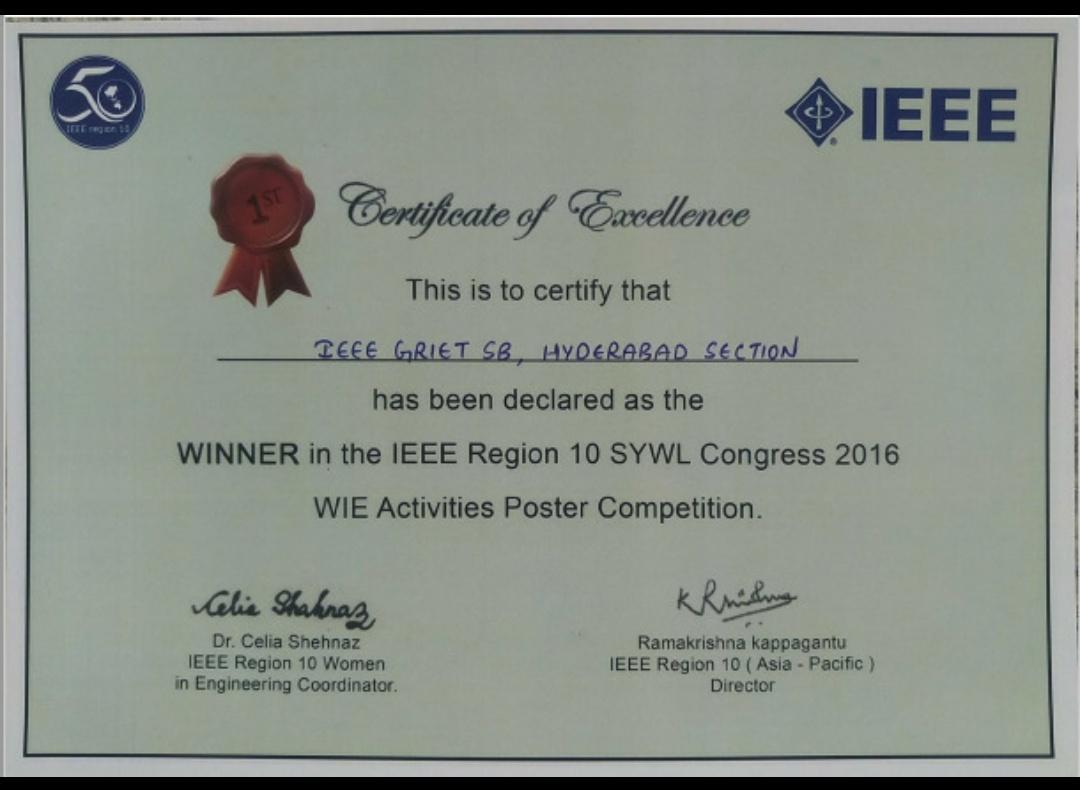 50
IEEE region 10
IEEE
1ST
Certificate of Excellence
This is to certify that
IEEE GRIET SB, HYDERABAD SECTION
has been declared as the
WINNER in the IEEE Region 10 SYWL Congress 2016
WIE Activities Poster Competition.
Celia Shahnaz
K Rmishna
Dr. Celia Shehnaz
IEEE Region 10 Women
in Engineering Coordinator.
Ramakrishna kappagantu
IEEE Region 10 ( Asia - Pacific )
Director